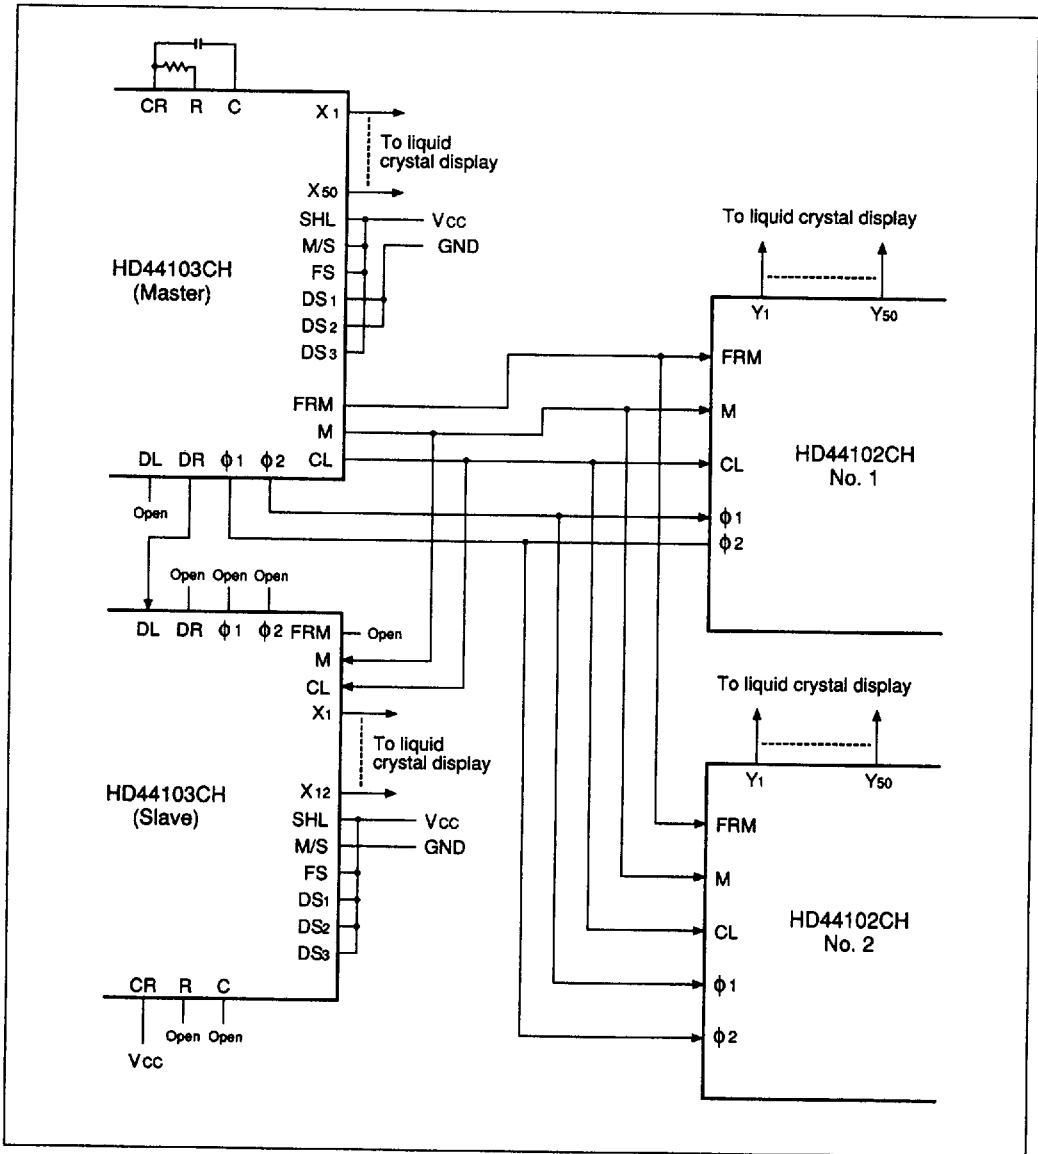 CR R C
X1
To liquid
crystal display
X50
SHL
VCC
M/S
GND
FS
HD44103CH
(Master)
DS1
DS2
DS3
FRM
M
CL
DL DR ϕ1 ϕ2
Open
To liquid crystal display
Y1 Y50
FRM
M
CL
ϕ1
ϕ2
HD44102CH
No. 1
Open Open Open
DL DR ϕ1 ϕ2
FRM
Open
M
CL
X1
To liquid
crystal display
X12
HD44103CH
(Slave)
SHL
VCC
M/S
GND
FS
DS1
DS2
DS3
CR R C
Open Open
VCC
To liquid crystal display
Y1 Y50
FRM
M
CL
ϕ1
ϕ2
HD44102CH
No. 2